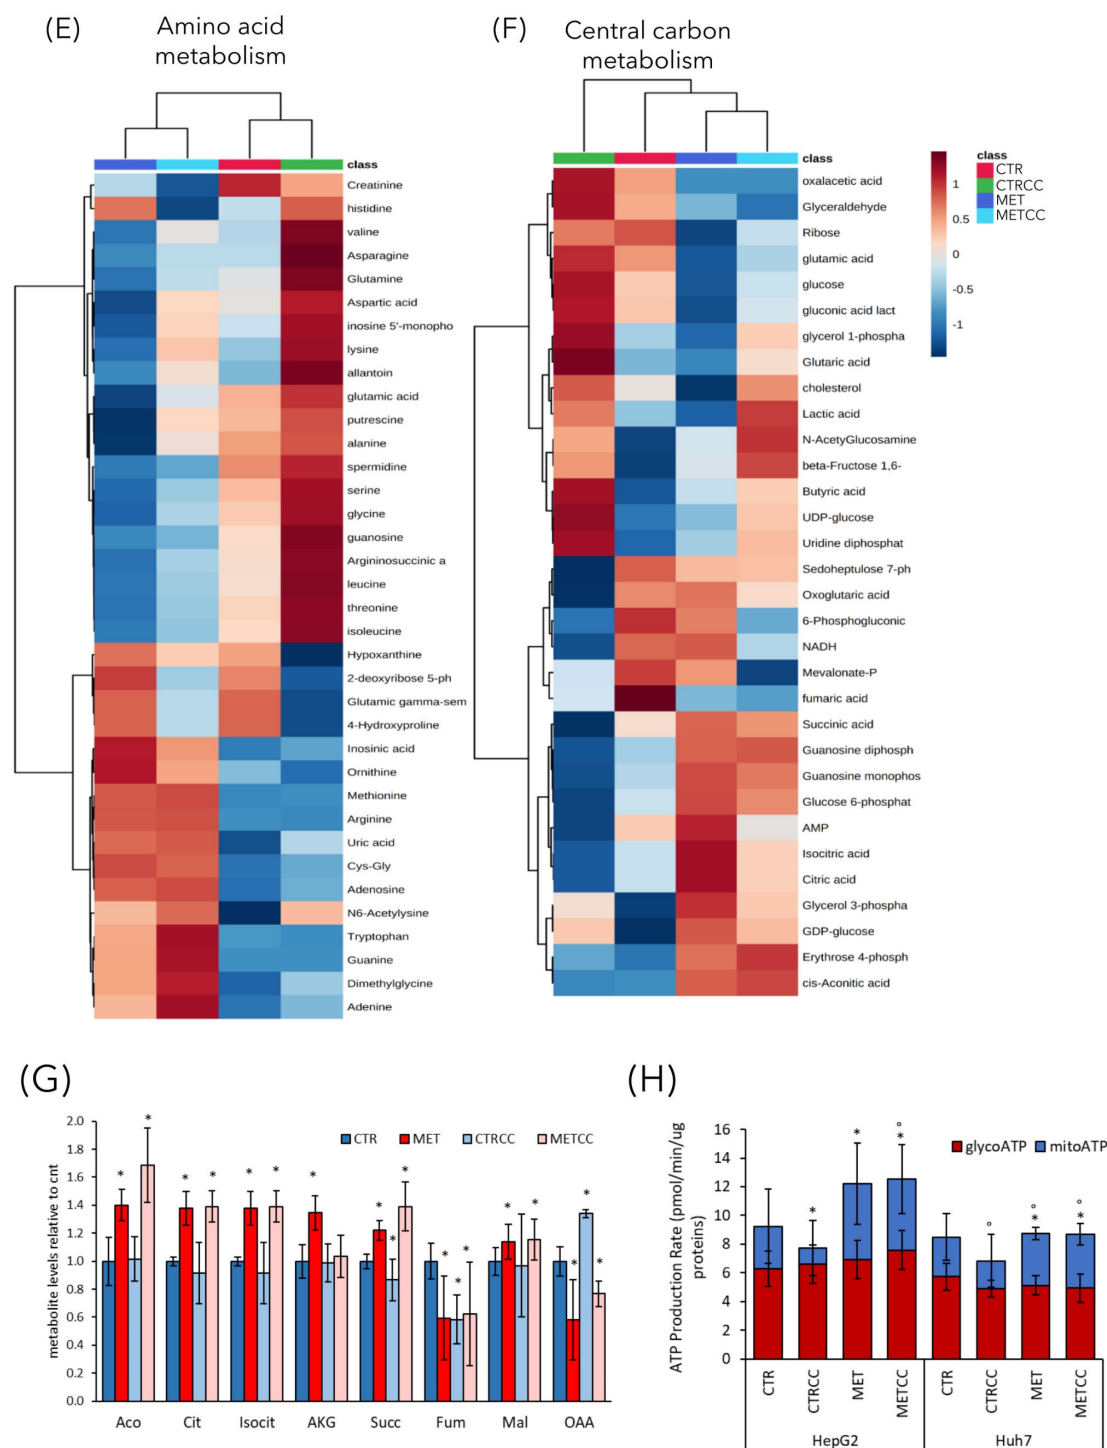 (E)
Amino acid
metabolism
class
Creatinine
histidine
valine
Asparagine
Glutamine
Aspartic acid
inosine 5'-monopho
lysine
allantoin
glutamic acid
putrescine
alanine
spermidine
serine
glycine
guanosine
Argininosuccinic a
leucine
threonine
isoleucine
Hypoxanthine
2-deoxyribose 5-ph
Glutamic gamma-sem
4-Hydroxyproline
Inosinic acid
Ornithine
Methionine
Arginine
Uric acid
Cys-Gly
Adenosine
N6-Acetylysine
Tryptophan
Guanine
Dimethylglycine
Adenine
(F)
Central carbon
metabolism
class
oxalacetic acid
Glyceraldehyde
Ribose
glutamic acid
glucose
gluconic acid lact
glycerol 1-phospha
Glutaric acid
cholesterol
Lactic acid
N-AcetyGlucosamine
beta-Fructose 1,6-
Butyric acid
UDP-glucose
Uridine diphosphat
Sedoheptulose 7-ph
Oxoglutaric acid
6-Phosphogluconic
NADH
Mevalonate-P
fumaric acid
Succinic acid
Guanosine diphosph
Guanosine monophos
Glucose 6-phosphat
AMP
Isocitric acid
Citric acid
Glycerol 3-phospha
GDP-glucose
Erythrose 4-phosph
cis-Aconitic acid
1
0.5
0
-0.5
-1
class
CTR
CTRCC
MET
METCC
(G)
metabolite levels relative to cnt
2.0
1.8
1.6
1.4
1.2
1.0
0.8
0.6
0.4
0.2
0.0
CTR MET CTRCC METCC
* * * * * * * * * * * * * * * * *
Aco Cit Isocit AKG Succ Fum Mal OAA
(H)
ATP Production Rate (pmol/min/ug
proteins)
16
14
12
10
8
6
4
2
0
glycoATP mitoATP
* * ° * ° ° * ° *
CTR CTRCC MET METCC CTR CTRCC MET METCC
HepG2 Huh7